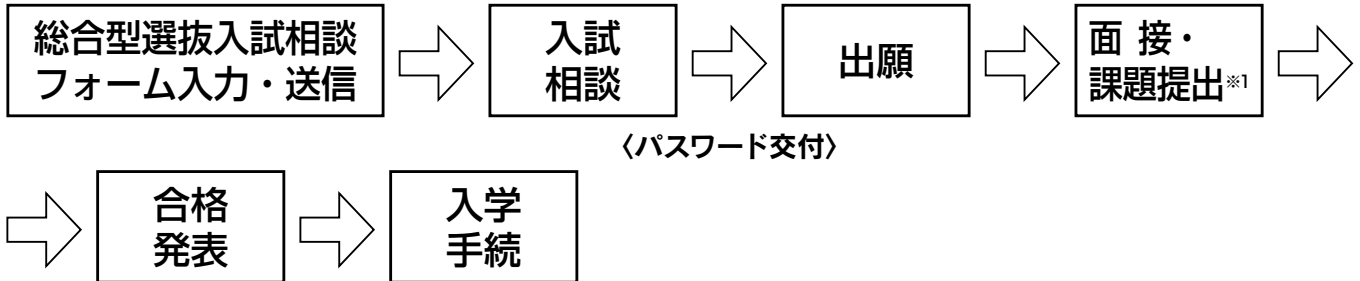 総合型選抜入試相談
フォーム入力・送信
入試
相談
出願
面 接・
課題提出※1
〈パスワード交付〉
合格
発表
入学
手続